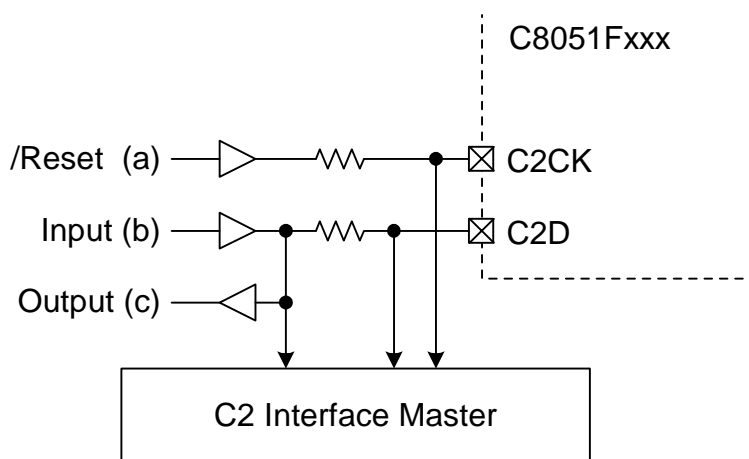 C8051Fxxx
/Reset (a)
C2CK
Input (b)
C2D
Output (c)
C2 Interface Master